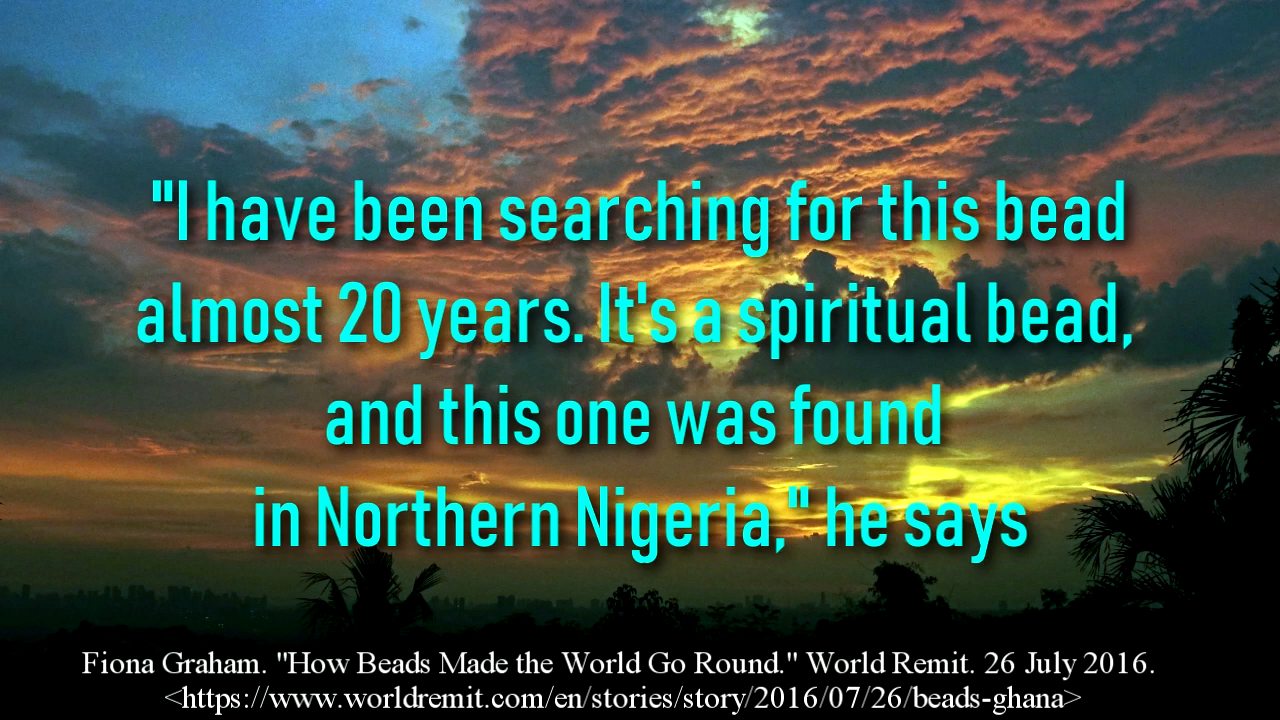 "I have been searching for this bead
almost 20 years. It's a spiritual bead,
and this one was found
in Northern Nigeria," he says
Fiona Graham. "How Beads Made the World Go Round." World Remit. 26 July 2016.
<https://www.worldremit.com/en/stories/story/2016/07/26/beads-ghana>